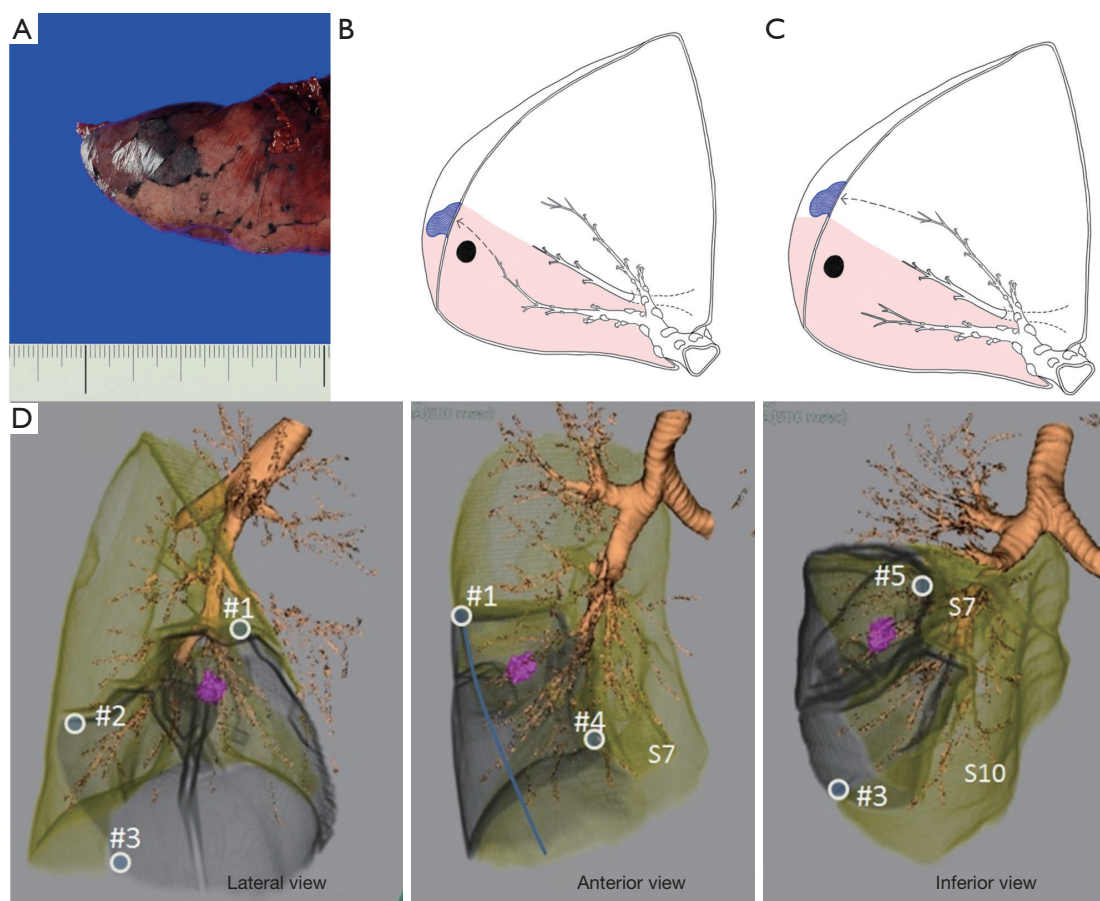 A
B
C
D
#1
#2
#3
Lateral view
#1
#4
S7
Anterior view
#5
S7
#3
S10
Inferior view